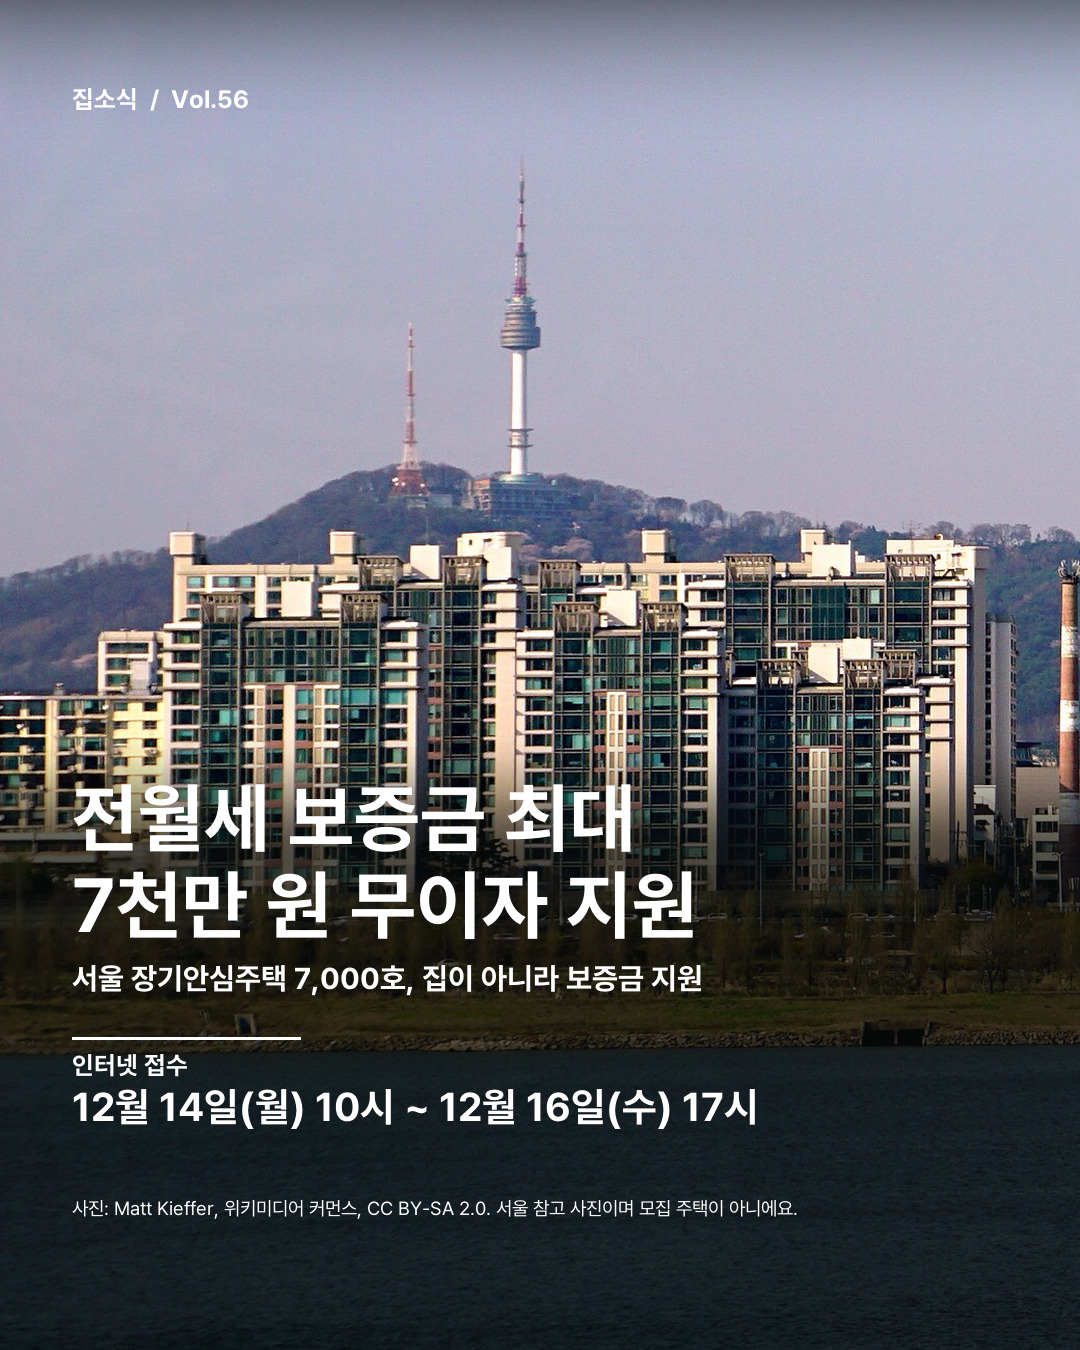 집소식 / Vol.56
전월세 보증금 최대
7천만 원 무이자 지원
서울 장기안심주택 7,000호, 집이 아니라 보증금 지원
인터넷 접수
12월 14일(월) 10시 ~ 12월 16일(수) 17시
사진: Matt Kieffer, 위키미디어 커먼스, CC BY-SA 2.0. 서울 참고 사진이며 모집 주택이 아니에요.